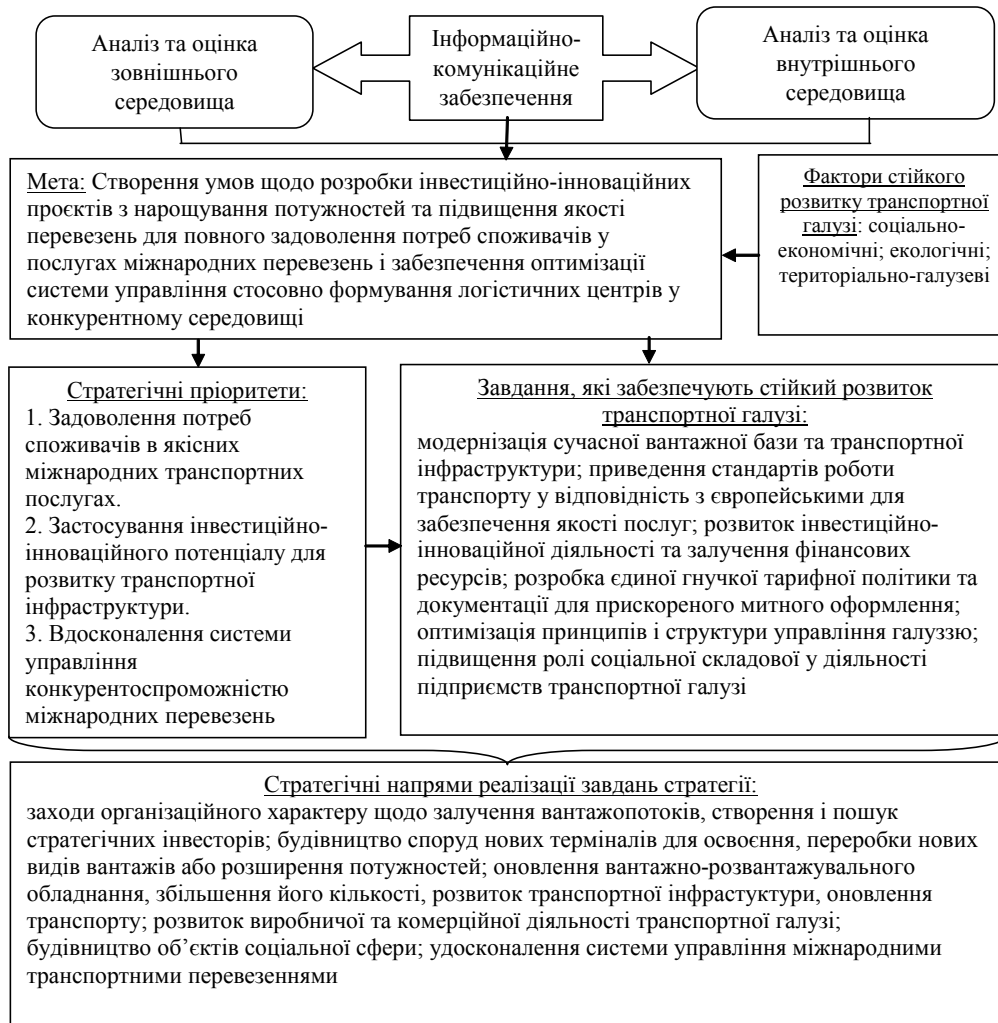 Аналіз та оцінка
зовнішнього
середовища
Інформаційно-
комунікаційне
забезпечення
Аналіз та оцінка
внутрішнього
середовища
Мета: Створення умов щодо розробки інвестиційно-інноваційних
проєктів з нарощування потужностей та підвищення якості
перевезень для повного задоволення потреб споживачів у
послугах міжнародних перевезень і забезпечення оптимізації
системи управління стосовно формування логістичних центрів у
конкурентному середовищі
Фактори стійкого
розвитку транспортної
галузі: соціально-
економічні; екологічні;
територіально-галузеві
Стратегічні пріоритети:
1. Задоволення потреб
споживачів в якісних
міжнародних транспортних
послугах.
2. Застосування інвестиційно-
інноваційного потенціалу для
розвитку транспортної
інфраструктури.
3. Вдосконалення системи
управління
конкурентоспроможністю
міжнародних перевезень
Завдання, які забезпечують стійкий розвиток
транспортної галузі:
модернізація сучасної вантажної бази та транспортної
інфраструктури; приведення стандартів роботи
транспорту у відповідність з європейськими для
забезпечення якості послуг; розвиток інвестиційно-
інноваційної діяльності та залучення фінансових
ресурсів; розробка єдиної гнучкої тарифної політики та
документації для прискореного митного оформлення;
оптимізація принципів і структури управління галуззю;
підвищення ролі соціальної складової у діяльності
підприємств транспортної галузі
Стратегічні напрями реалізації завдань стратегії:
заходи організаційного характеру щодо залучення вантажопотоків, створення і пошук
стратегічних інвесторів; будівництво споруд нових терміналів для освоєння, переробки нових
видів вантажів або розширення потужностей; оновлення вантажно-розвантажувального
обладнання, збільшення його кількості, розвиток транспортної інфрастуктури, оновлення
транспорту; розвиток виробничої та комерційної діяльності транспортної галузі;
будівництво об’єктів соціальної сфери; удосконалення системи управління міжнародними
транспортними перевезеннями